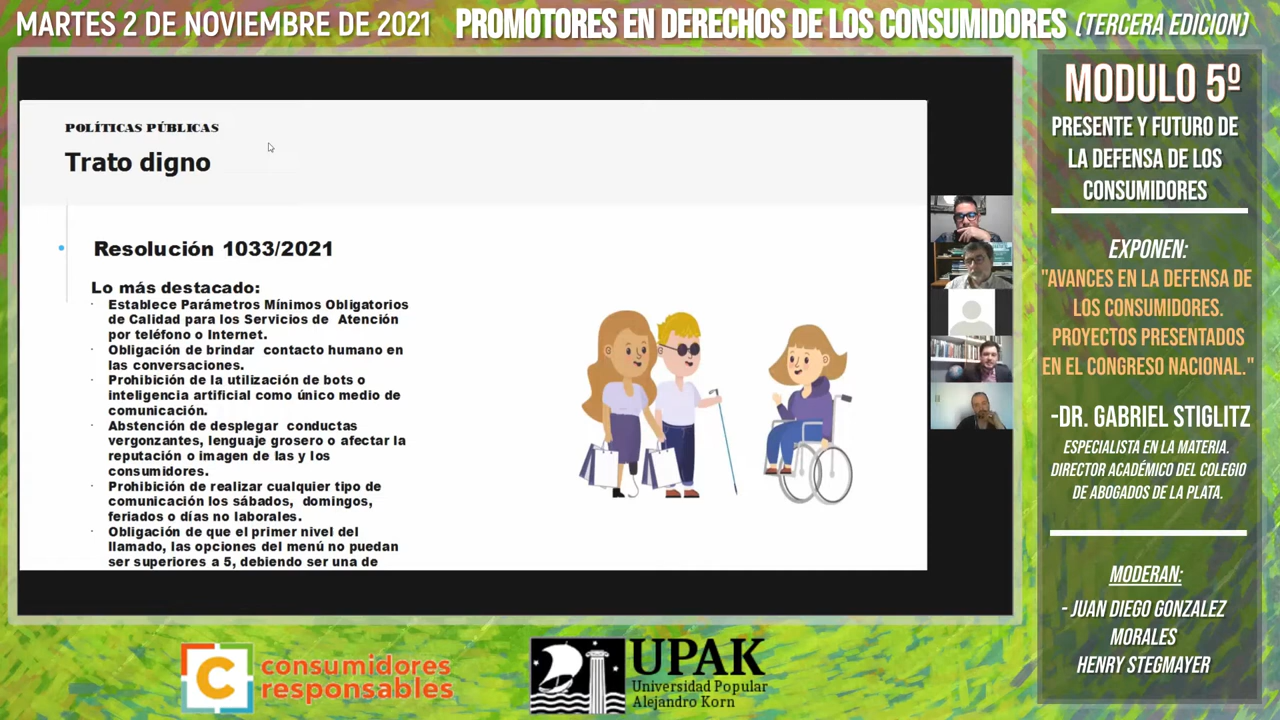 MARTES 2 DE NOVIEMBRE DE 2021 PROMOTORES EN DERECHOS DE LOS CONSUMIDORES (TERCERA EDICION)
POLÍTICAS PÚBLICAS
Trato digno
Resolución 1033/2021
Lo más destacado:
· Establece Parámetros Mínimos Obligatorios
de Calidad para los Servicios de Atención
por teléfono o Internet.
· Obligación de brindar contacto humano en
las conversaciones.
· Prohibición de la utilización de bots o
inteligencia artificial como único medio de
comunicación.
· Abstención de desplegar conductas
vergonzantes, lenguaje grosero o afectar la
reputación o imagen de las y los
consumidores.
· Prohibición de realizar cualquier tipo de
comunicación los sábados, domingos,
feriados o días no laborales.
· Obligación de que el primer nivel del
llamado, las opciones del menú no puedan
ser superiores a 5, debiendo ser una de
MODULO 5º
PRESENTE Y FUTURO DE
LA DEFENSA DE LOS
CONSUMIDORES
EXPONEN:
"AVANCES EN LA DEFENSA DE
LOS CONSUMIDORES.
PROYECTOS PRESENTADOS
EN EL CONGRESO NACIONAL."
-DR. GABRIEL STIGLITZ
ESPECIALISTA EN LA MATERIA.
DIRECTOR ACADÉMICO DEL COLEGIO
DE ABOGADOS DE LA PLATA.
MODERAN:
- JUAN DIEGO GONZALEZ
MORALES
HENRY STEGMAYER
C consumidores
responsables
UPAK
Universidad Popular
Alejandro Korn